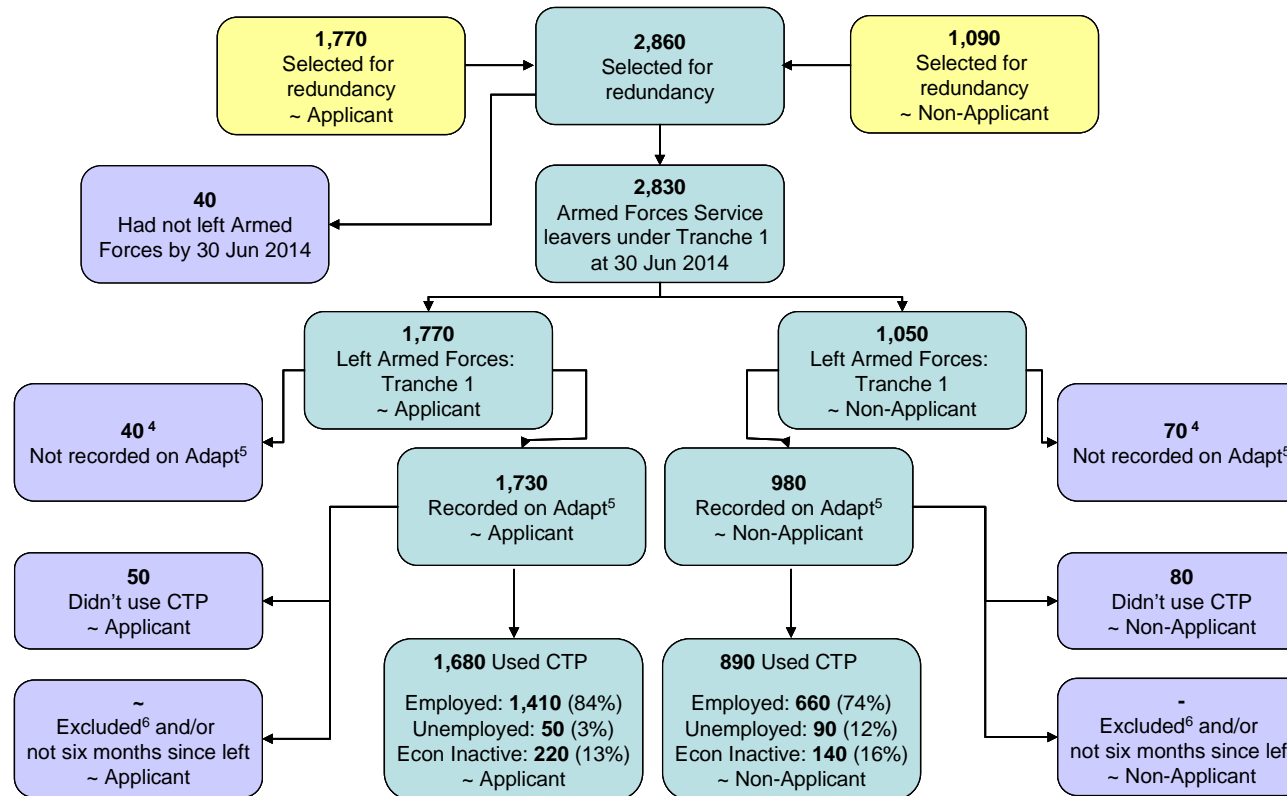 1,770
Selected for
redundancy
~ Applicant
2,860
Selected for
redundancy
1,090
Selected for
redundancy
~ Non-Applicant
40
Had not left Armed
Forces by 30 Jun 2014
2,830
Armed Forces Service
leavers under Tranche 1
at 30 Jun 2014
1,770
Left Armed Forces:
Tranche 1
~ Applicant
1,050
Left Armed Forces:
Tranche 1
~ Non-Applicant
40 ⁴
Not recorded on Adapt⁵
70 ⁴
Not recorded on Adapt⁵
1,730
Recorded on Adapt⁵
~ Applicant
980
Recorded on Adapt⁵
~ Non-Applicant
50
Didn't use CTP
~ Applicant
80
Didn't use CTP
~ Non-Applicant
1,680 Used CTP
Employed: 1,410 (84%)
Unemployed: 50 (3%)
Econ Inactive: 220 (13%)
~ Applicant
890 Used CTP
Employed: 660 (74%)
Unemployed: 90 (12%)
Econ Inactive: 140 (16%)
~ Non-Applicant
~
Excluded⁶ and/or
not six months since left
~ Applicant
-
Excluded⁶ and/or
not six months since left
~ Non-Applicant